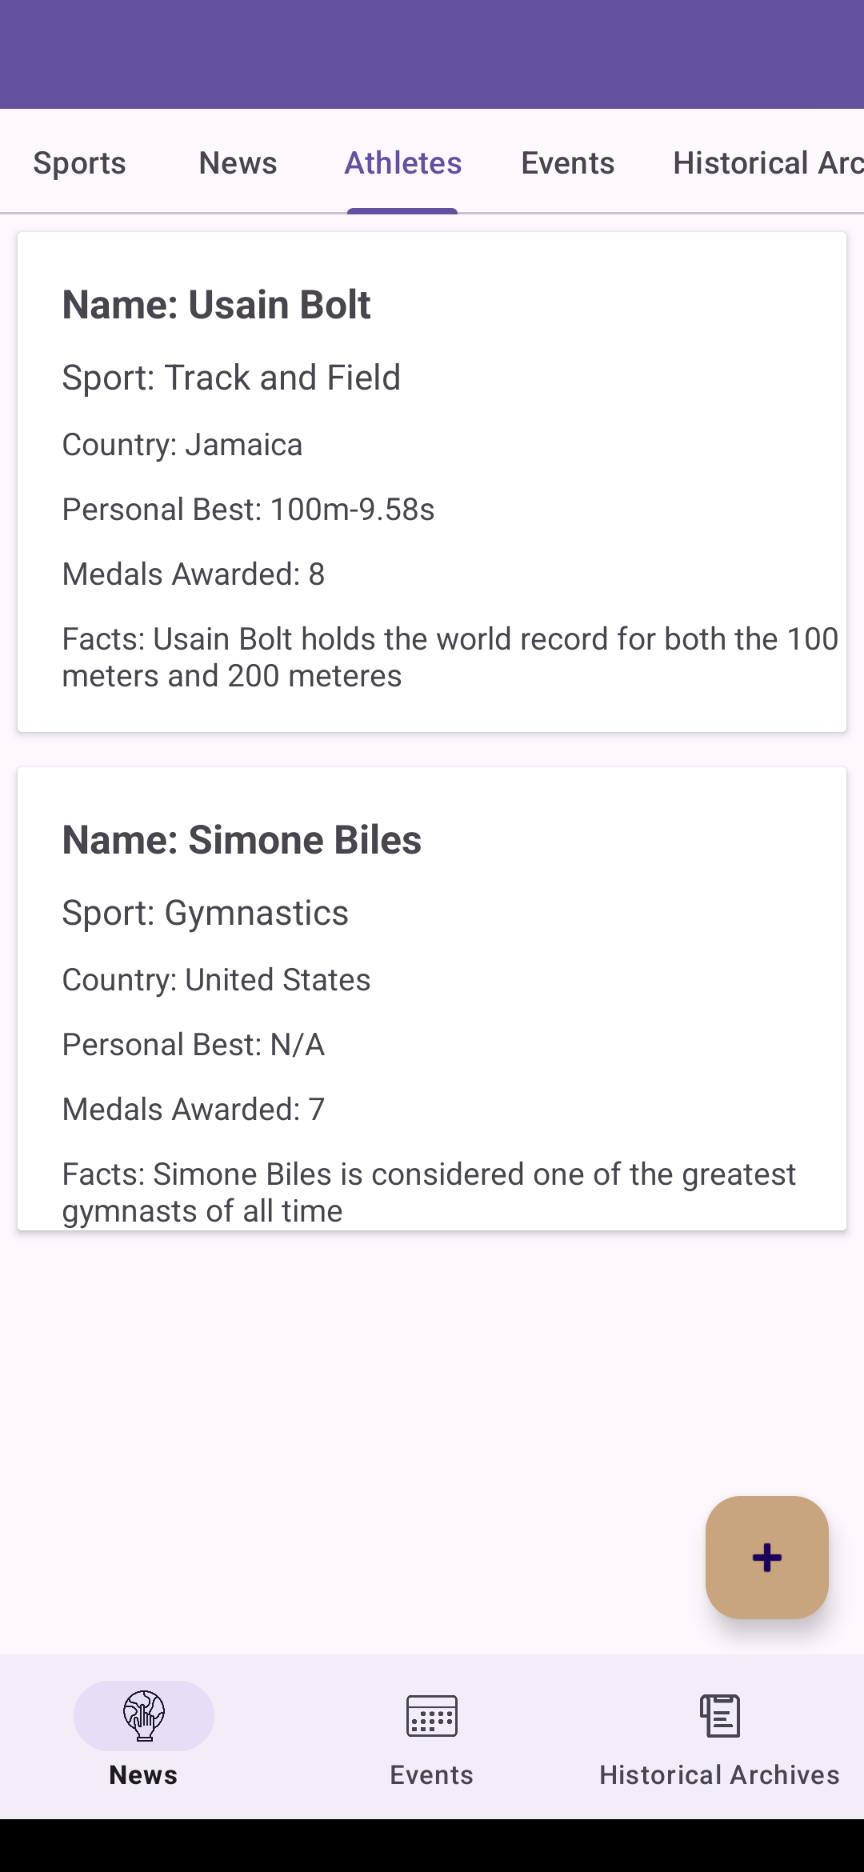 Sports News Athletes Events Historical Arc
Name: Usain Bolt
Sport: Track and Field
Country: Jamaica
Personal Best: 100m-9.58s
Medals Awarded: 8
Facts: Usain Bolt holds the world record for both the 100
meters and 200 meteres
Name: Simone Biles
Sport: Gymnastics
Country: United States
Personal Best: N/A
Medals Awarded: 7
Facts: Simone Biles is considered one of the greatest
gymnasts of all time
+
News Events Historical Archives